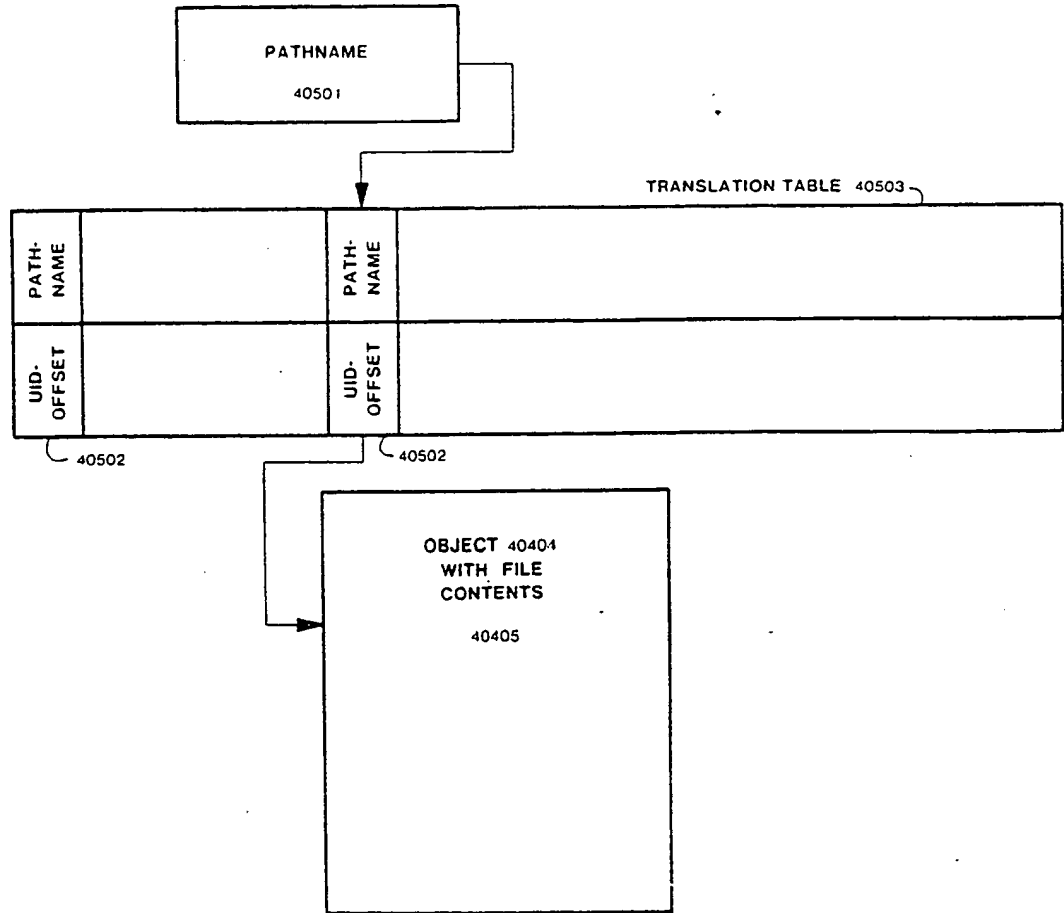 PATHNAME
40501
TRANSLATION TABLE 40503
PATH-
NAME
PATH-
NAME
UID-
OFFSET
UID-
OFFSET
40502
40502
OBJECT 40404
WITH FILE
CONTENTS
40405